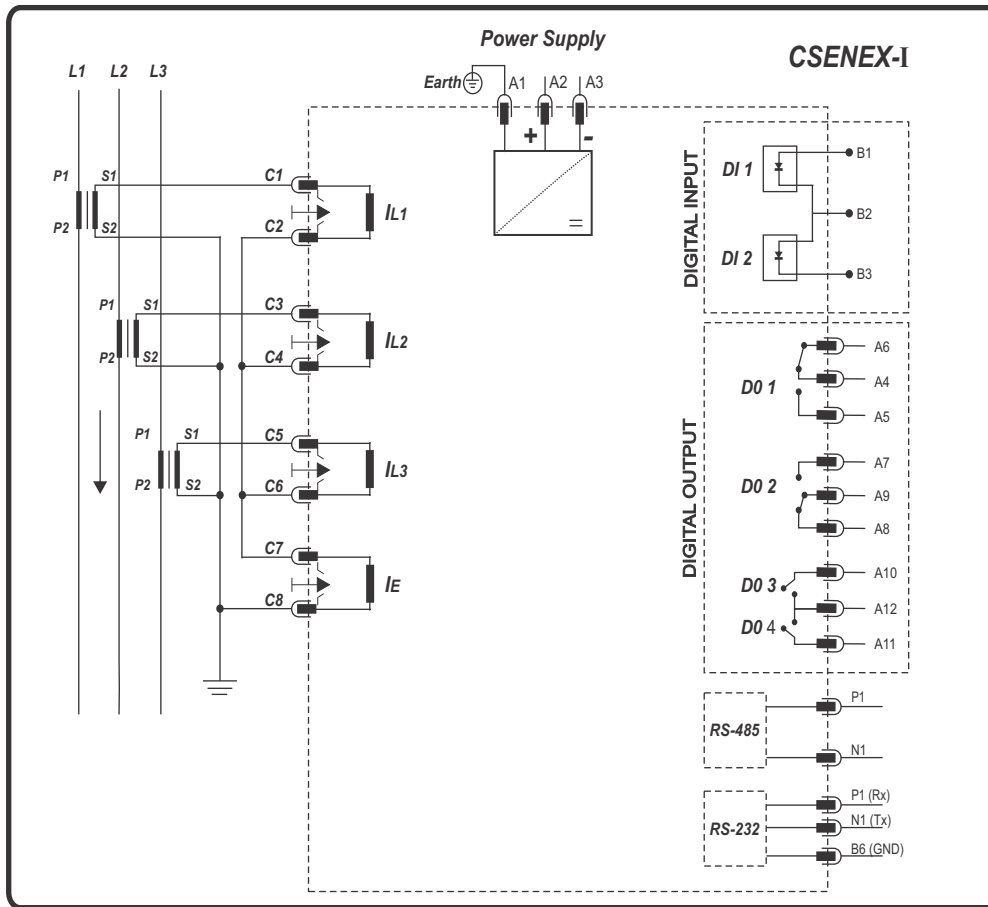 Power Supply
CSENEX-I
L1 L2 L3
Earth A1 A2 A3
+ -
P1 S1 C1
IL1
P2 S2 C2
P1 S1 C3
IL2
P2 S2 C4
P1 S1 C5
IL3
P2 S2 C6
C7
IE
C8
DIGITAL INPUT
DI 1
B1
B2
DI 2
B3
DIGITAL OUTPUT
D0 1
A6
A4
A5
D0 2
A7
A9
A8
D0 3
A10
A12
D0 4
A11
RS-485
P1
N1
RS-232
P1 (Rx)
N1 (Tx)
B6 (GND)